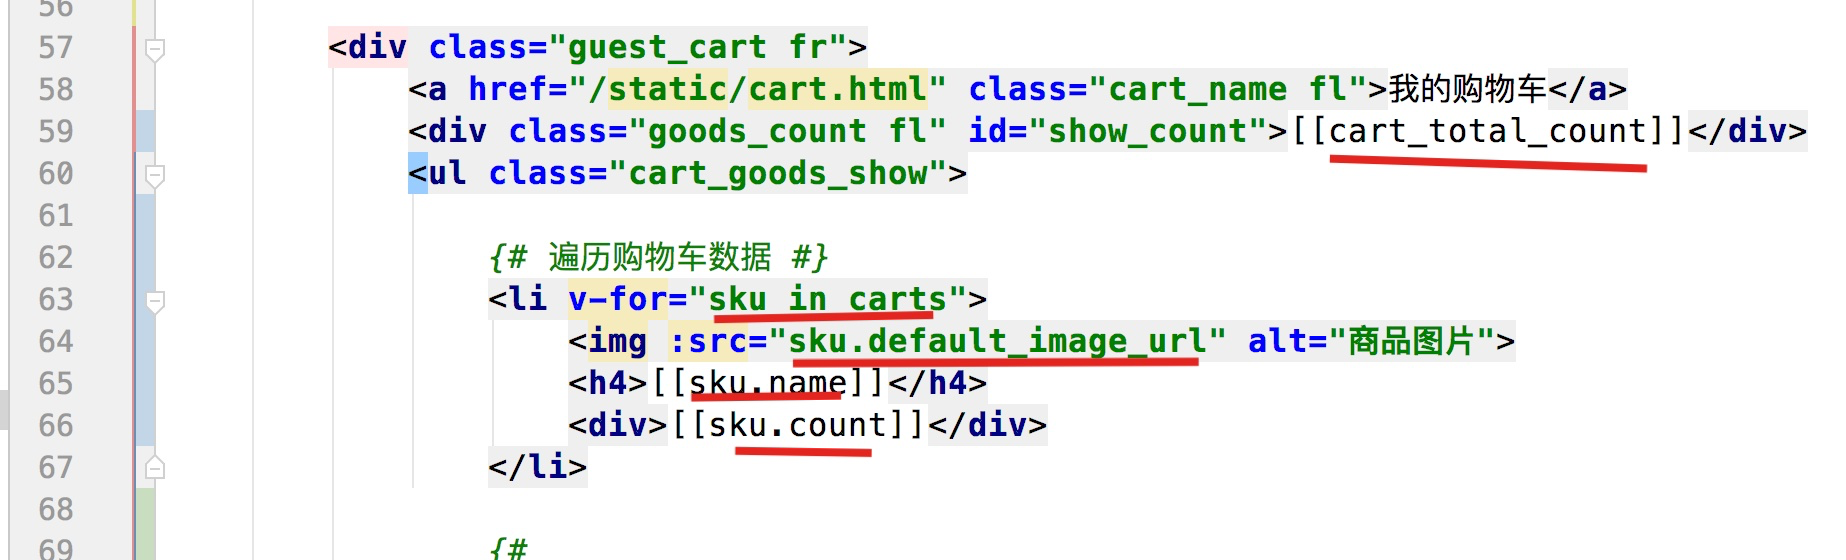 56
57 <div class="guest_cart fr">
58 <a href="/static/cart.html" class="cart_name fl">我的购物车</a>
59 <div class="goods_count fl" id="show_count">[[cart_total_count]]</div>
60 <ul class="cart_goods_show">
61
62 {# 遍历购物车数据 #}
63 <li v-for="sku in carts">
64 <img :src="sku.default_image_url" alt="商品图片">
65 <h4>[[sku.name]]</h4>
66 <div>[[sku.count]]</div>
67 </li>
68
69 {#